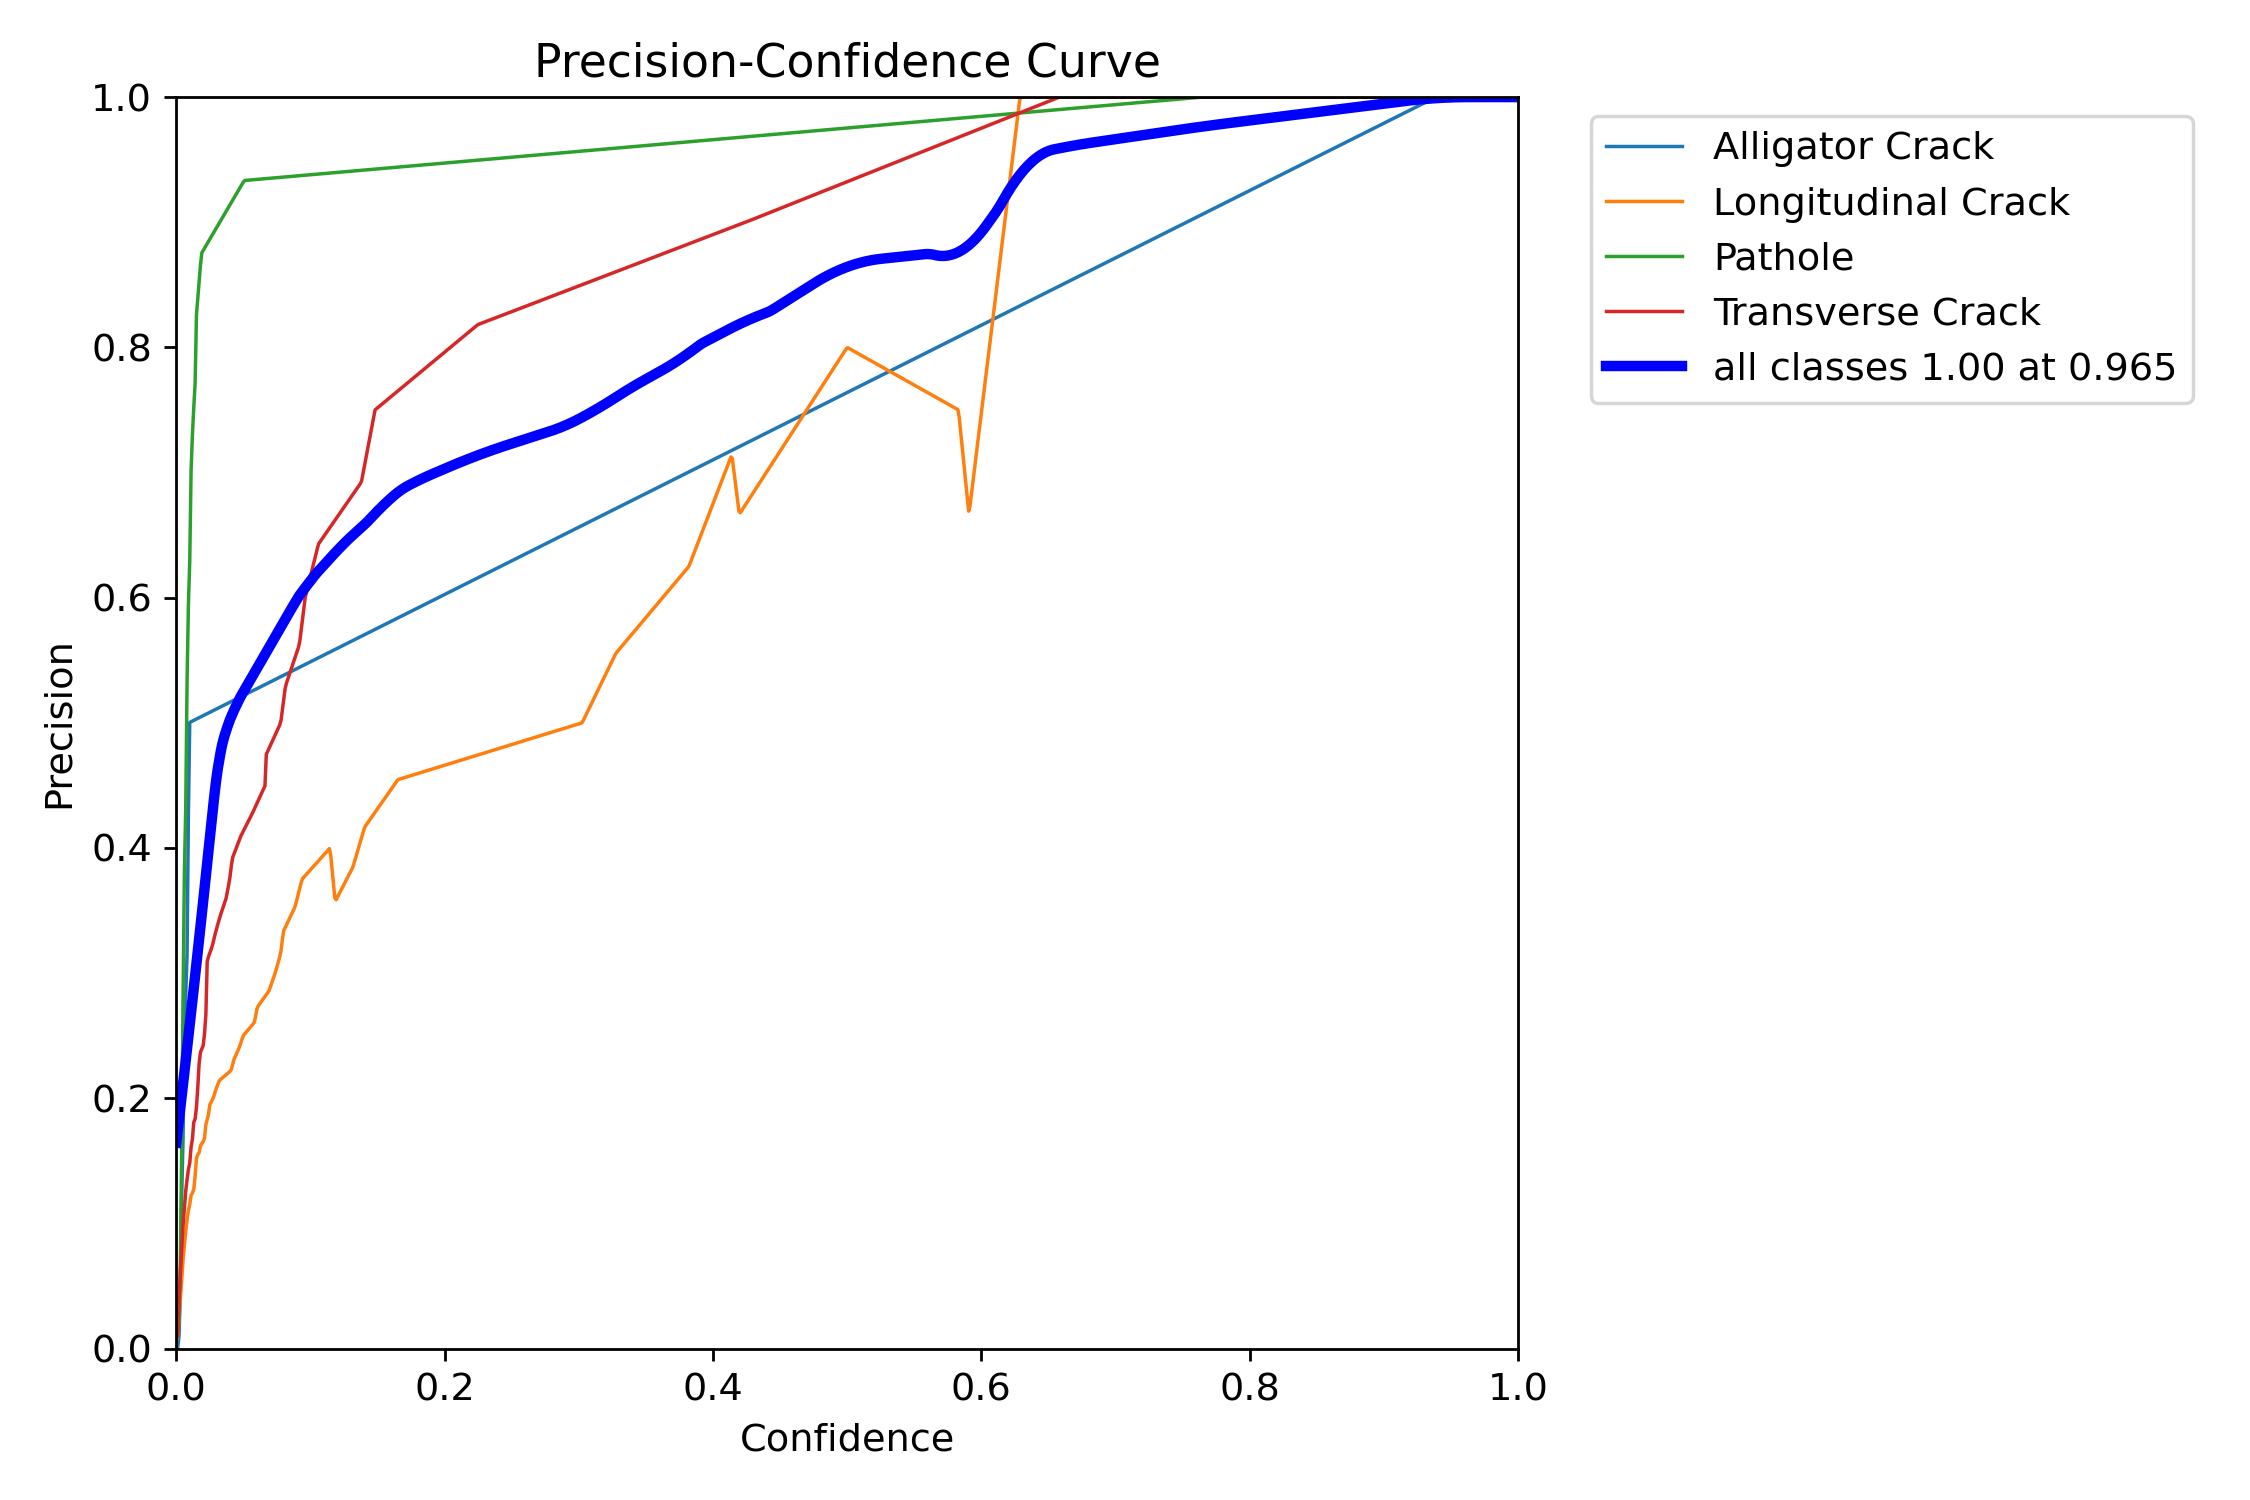 Precision-Confidence Curve
1.0
0.8
0.6
0.4
0.2
0.0
Precision
0.0 0.2 0.4 0.6 0.8 1.0
Confidence
Alligator Crack
Longitudinal Crack
Pathole
Transverse Crack
all classes 1.00 at 0.965